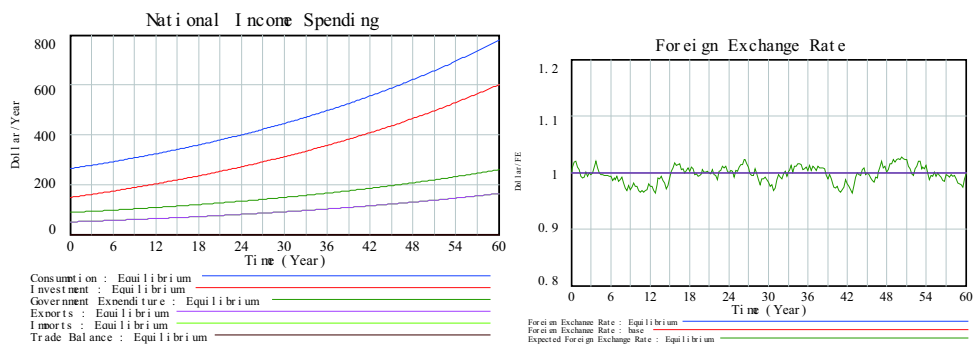 National Income Spending
800
600
400
200
0
Dollar/Year
0 6 12 18 24 30 36 42 48 54 60
Time (Year)
Consumption : Equilibrium
Investment : Equilibrium
Government Expenditure : Equilibrium
Exports : Equilibrium
Imports : Equilibrium
Trade Balance : Equilibrium
Foreign Exchange Rate
1.2
1.1
1
0.9
0.8
Dollar/FE
0 6 12 18 24 30 36 42 48 54 60
Time (Year)
Foreign Exchange Rate : Equilibrium
Foreign Exchange Rate : base
Expected Foreign Exchange Rate : Equilibrium